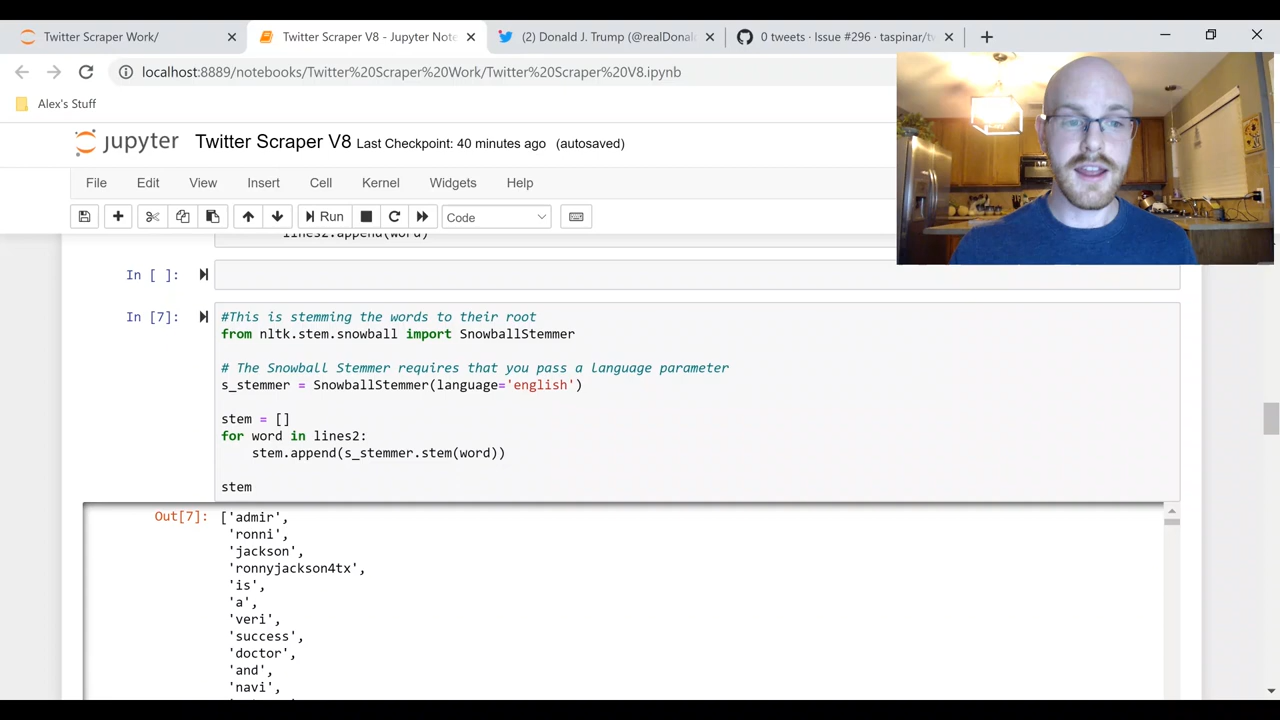 Twitter Scraper Work/
Twitter Scraper V8 - Jupyter Note
(2) Donald J. Trump (@realDonal
0 tweets · Issue #296 · taspinar/tw
localhost:8889/notebooks/Twitter%20Scraper%20Work/Twitter%20Scraper%20V8.ipynb
Alex's Stuff
jupyter Twitter Scraper V8 Last Checkpoint: 40 minutes ago (autosaved)
File Edit View Insert Cell Kernel Widgets Help
Run Code
lines2.append(word)
In [ ]:
In [7]: #This is stemming the words to their root
from nltk.stem.snowball import SnowballStemmer
# The Snowball Stemmer requires that you pass a language parameter
s_stemmer = SnowballStemmer(language='english')
stem = []
for word in lines2:
stem.append(s_stemmer.stem(word))
stem
Out[7]: ['admir',
'ronni',
'jackson',
'ronnyjackson4tx',
'is',
'a',
'veri',
'success',
'doctor',
'and',
'navi',